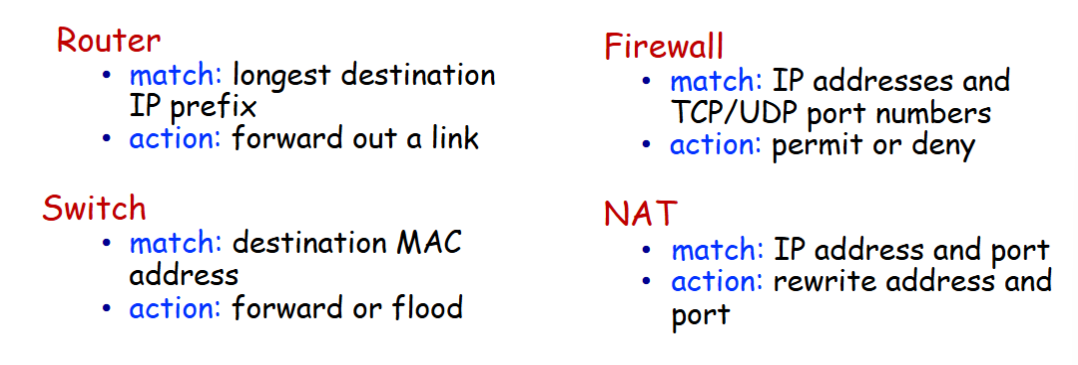 Router
• match: longest destination
IP prefix
• action: forward out a link
Switch
• match: destination MAC
address
• action: forward or flood
Firewall
• match: IP addresses and
TCP/UDP port numbers
• action: permit or deny
NAT
• match: IP address and port
• action: rewrite address and
port